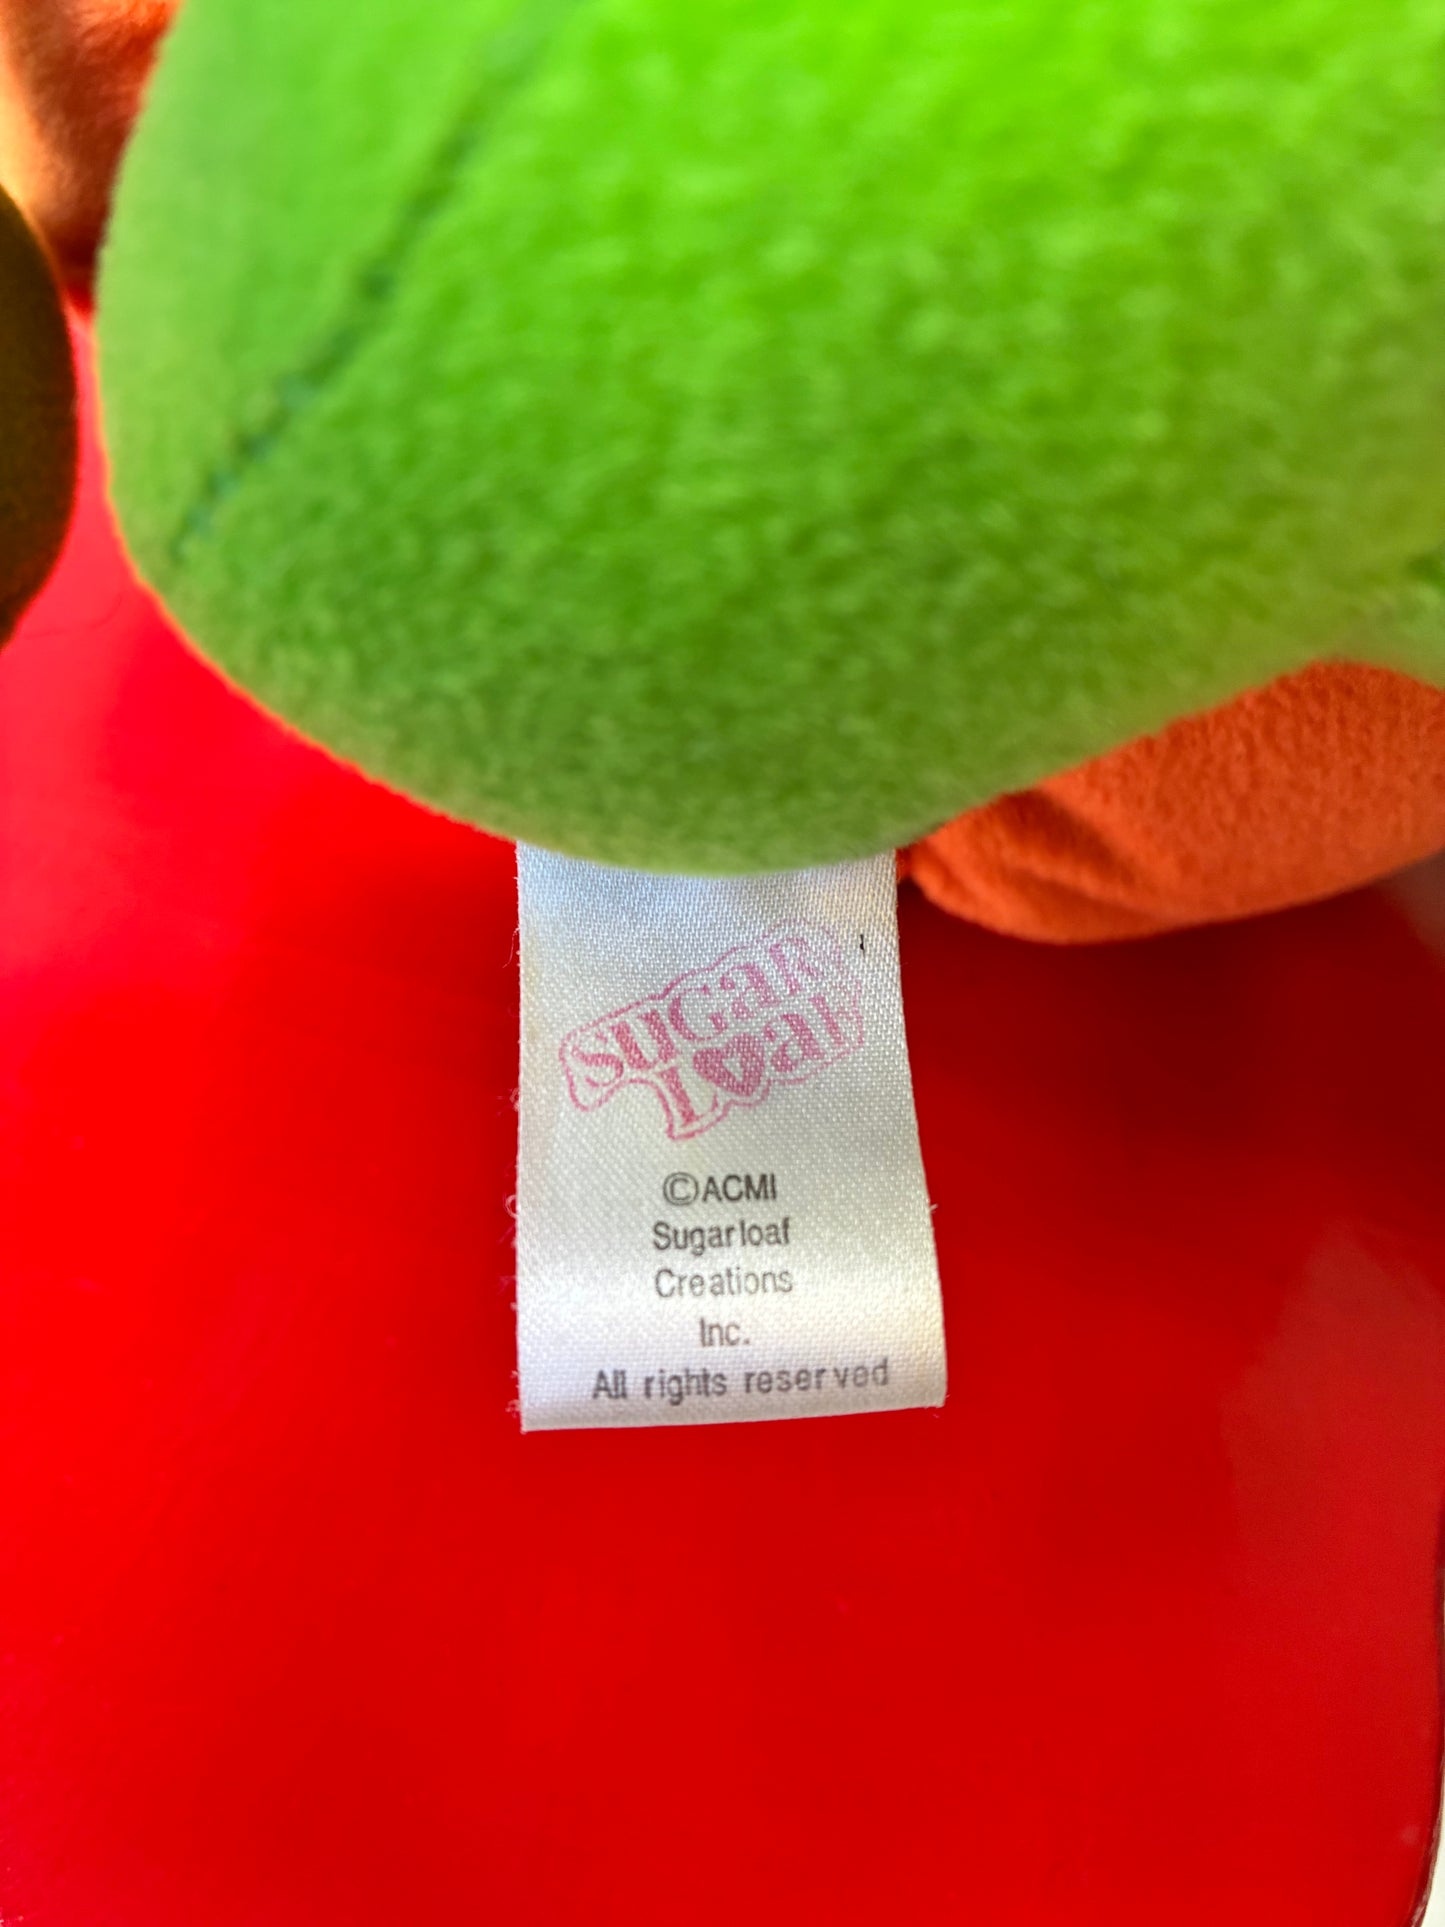 SUGAR
LOAF
©ACMI
Sugarloaf
Creations
Inc.
All rights reserved